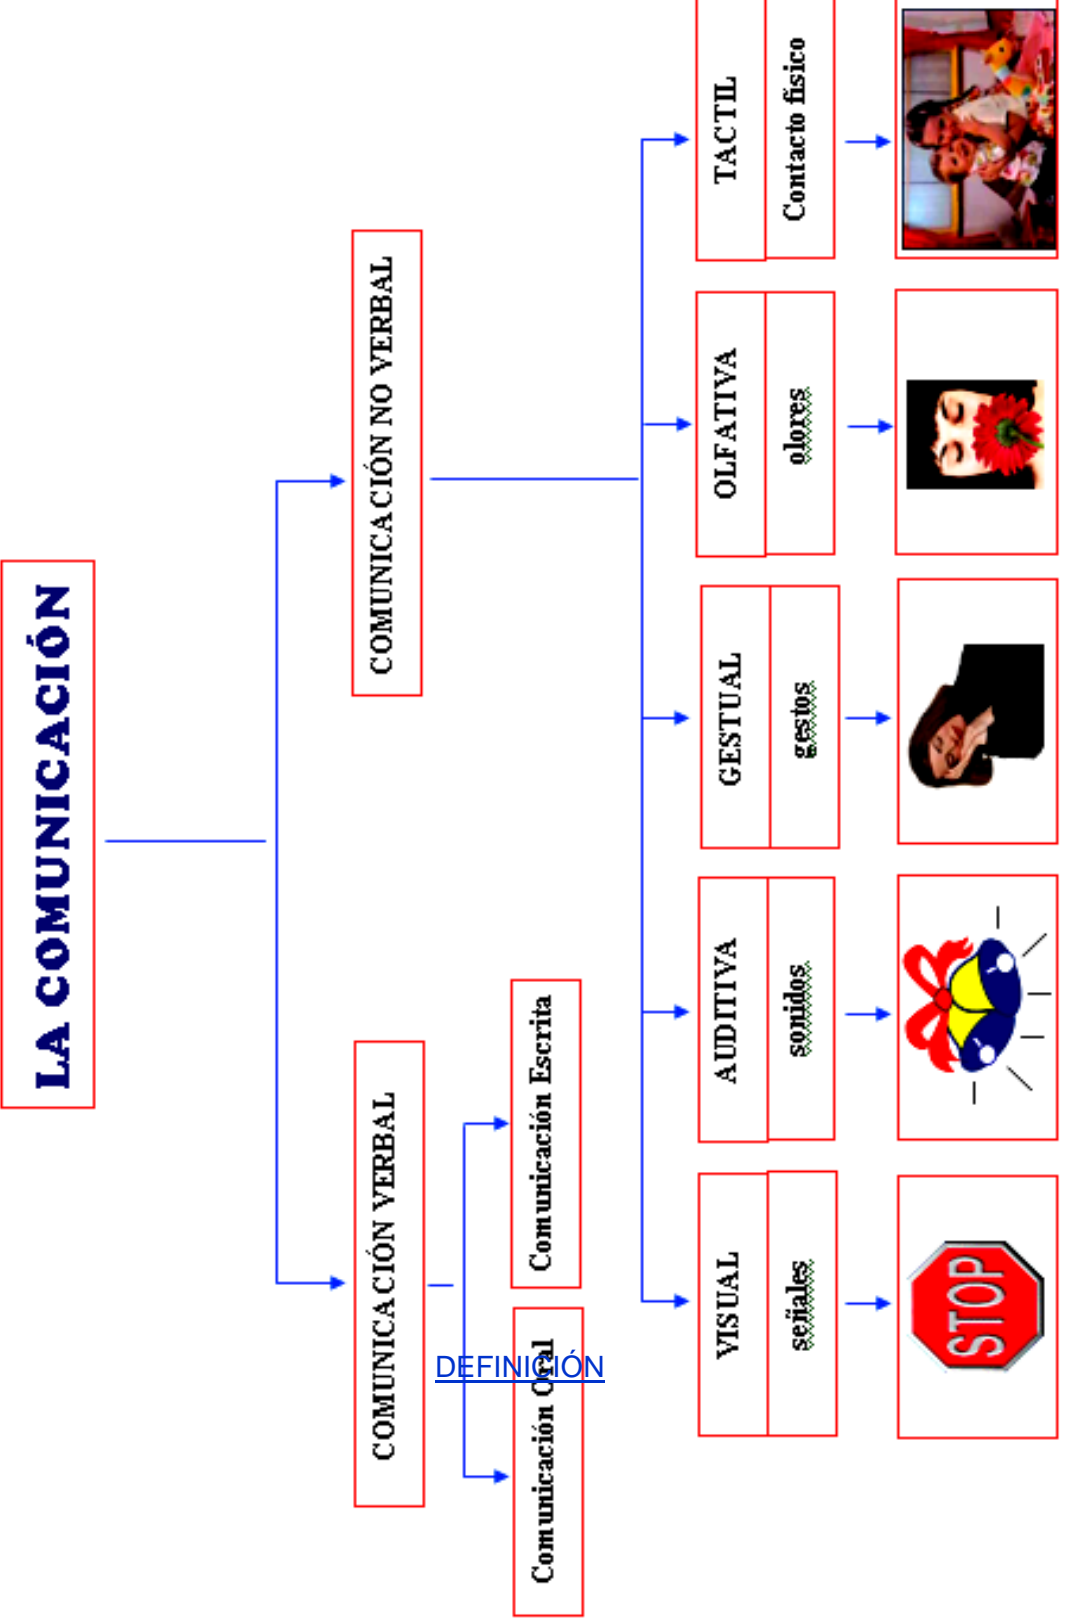 LA COMUNICACIÓN
COMUNICACIÓN VERBAL
COMUNICACIÓN NO VERBAL
Comunicación Oral
Comunicación Escrita
DEFINICIÓN
VISUAL
señales
AUDITIVA
sonidos
GESTUAL
gestos
OLFATIVA
olores
TACTIL
Contacto fisico
STOP